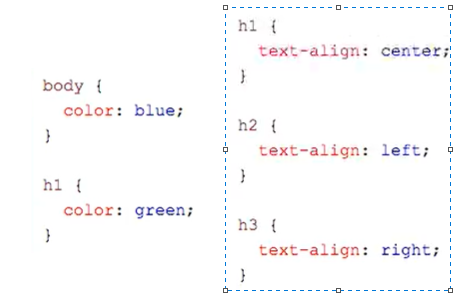 body {
  color: blue;
}
h1 {
  color: green;
}
h1 {
  text-align: center;
}
h2 {
  text-align: left;
}
h3 {
  text-align: right;
}